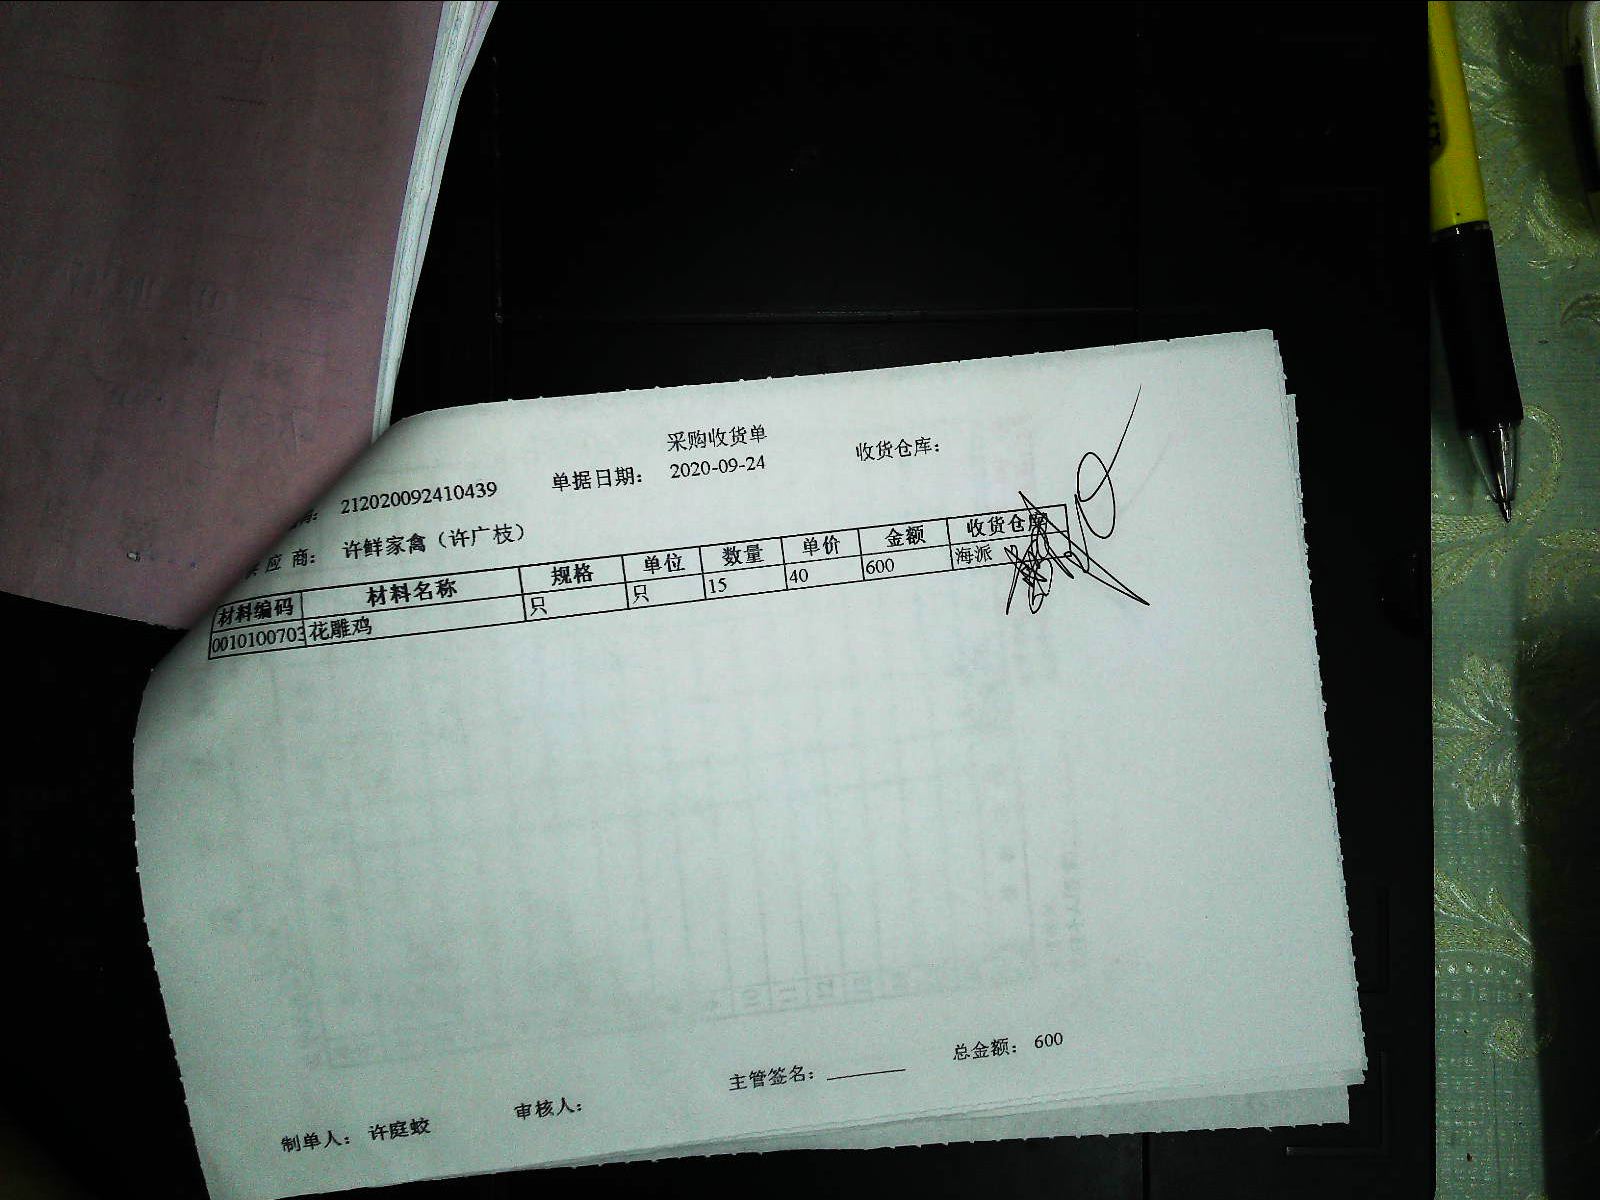 采购收货单
212020092410439 单据日期： 2020-09-24 收货仓库：
应 商： 许鲜家禽（许广枝）
材料编码 材料名称 规格 单位 数量 单价 金额 收货仓库
0010100703 花雕鸡 只 只 15 40 600 海派
主管签名： 总金额： 600
制单人： 许庭蛟 审核人：